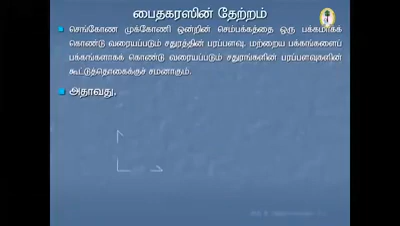 பைதகரஸின் தேற்றம்
செங்கோண முக்கோணி ஒன்றின் செம்பக்கத்தை ஒரு பக்கமாகக்
கொண்டு வரையப்படும் சதுரத்தின் பரப்பளவு, மற்றைய பக்கங்களைப்
பக்கங்களாகக் கொண்டு வரையப்படும் சதுரங்களின் பரப்பளவுகளின்
கூட்டுத்தொகைக்குச் சமனாகும்.
அதாவது,